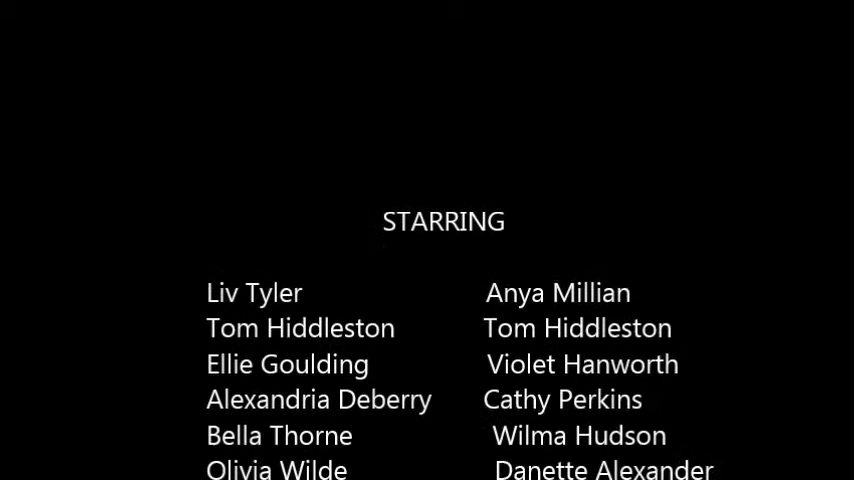 STARRING
Liv Tyler Anya Millian
Tom Hiddleston Tom Hiddleston
Ellie Goulding Violet Hanworth
Alexandria Deberry Cathy Perkins
Bella Thorne Wilma Hudson
Olivia Wilde Danette Alexander